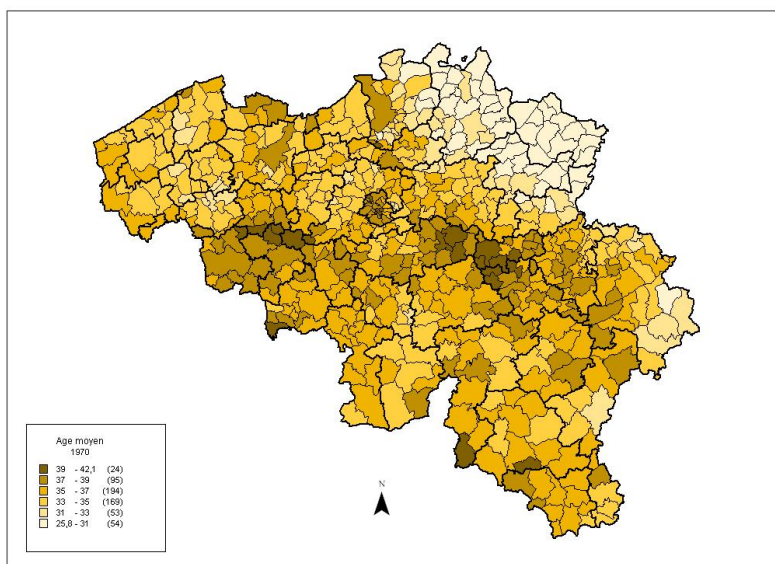 N
Age moyen
1970
39 - 42,1 (24)
37 - 39 (95)
35 - 37 (194)
33 - 35 (169)
31 - 33 (53)
25,8 - 31 (54)